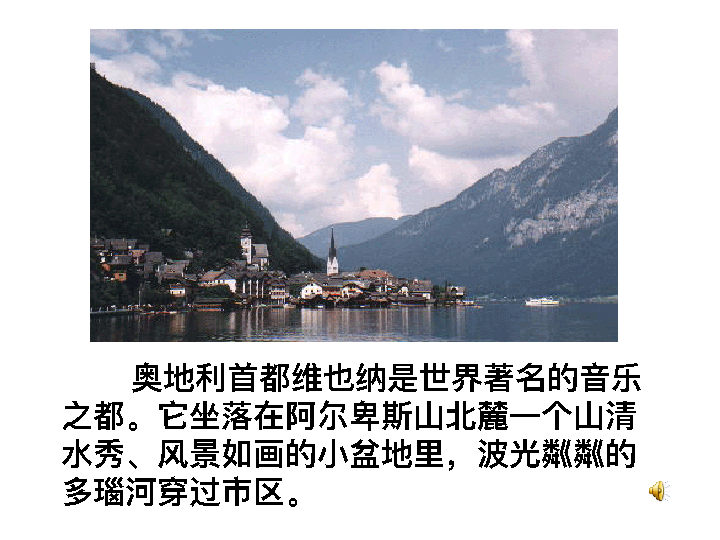 奥地利首都维也纳是世界著名的音乐
之都。它坐落在阿尔卑斯山北麓一个山清
水秀、风景如画的小盆地里，波光粼粼的
多瑙河穿过市区。